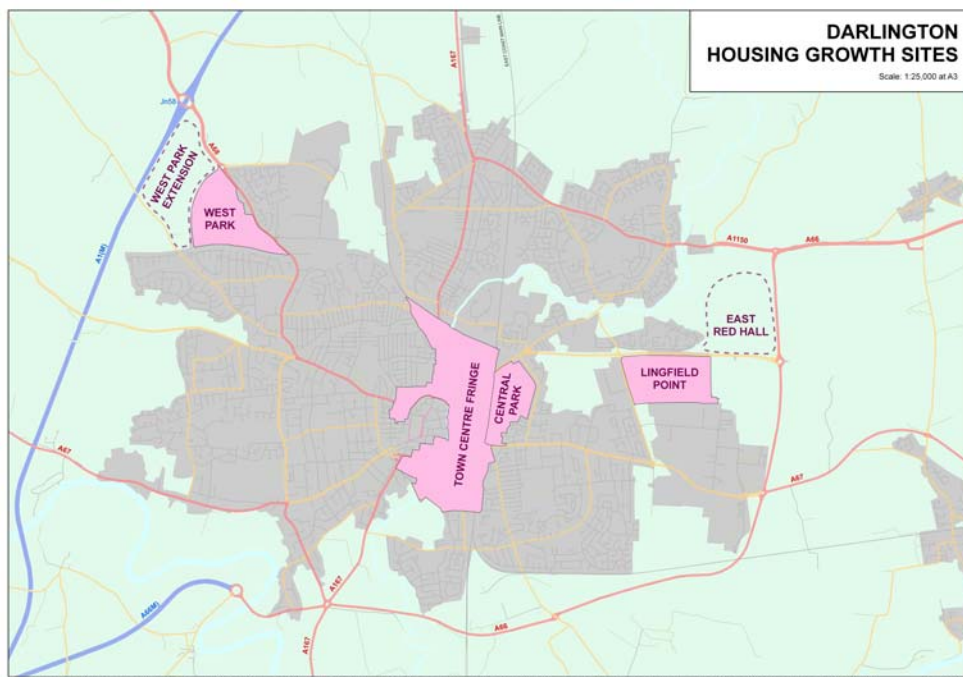 DARLINGTON
HOUSING GROWTH SITES
Scale: 1:25,000 at A3
EAST COAST MAIN LINE
A167
Jn58
A68
WEST PARK
EXTENSION
WEST
PARK
A1(M)
A1150
A66
EAST
RED HALL
LINGFIELD
POINT
CENTRAL
PARK
TOWN CENTRE FRINGE
A67
A67
A66(M)
A167
A167
A66